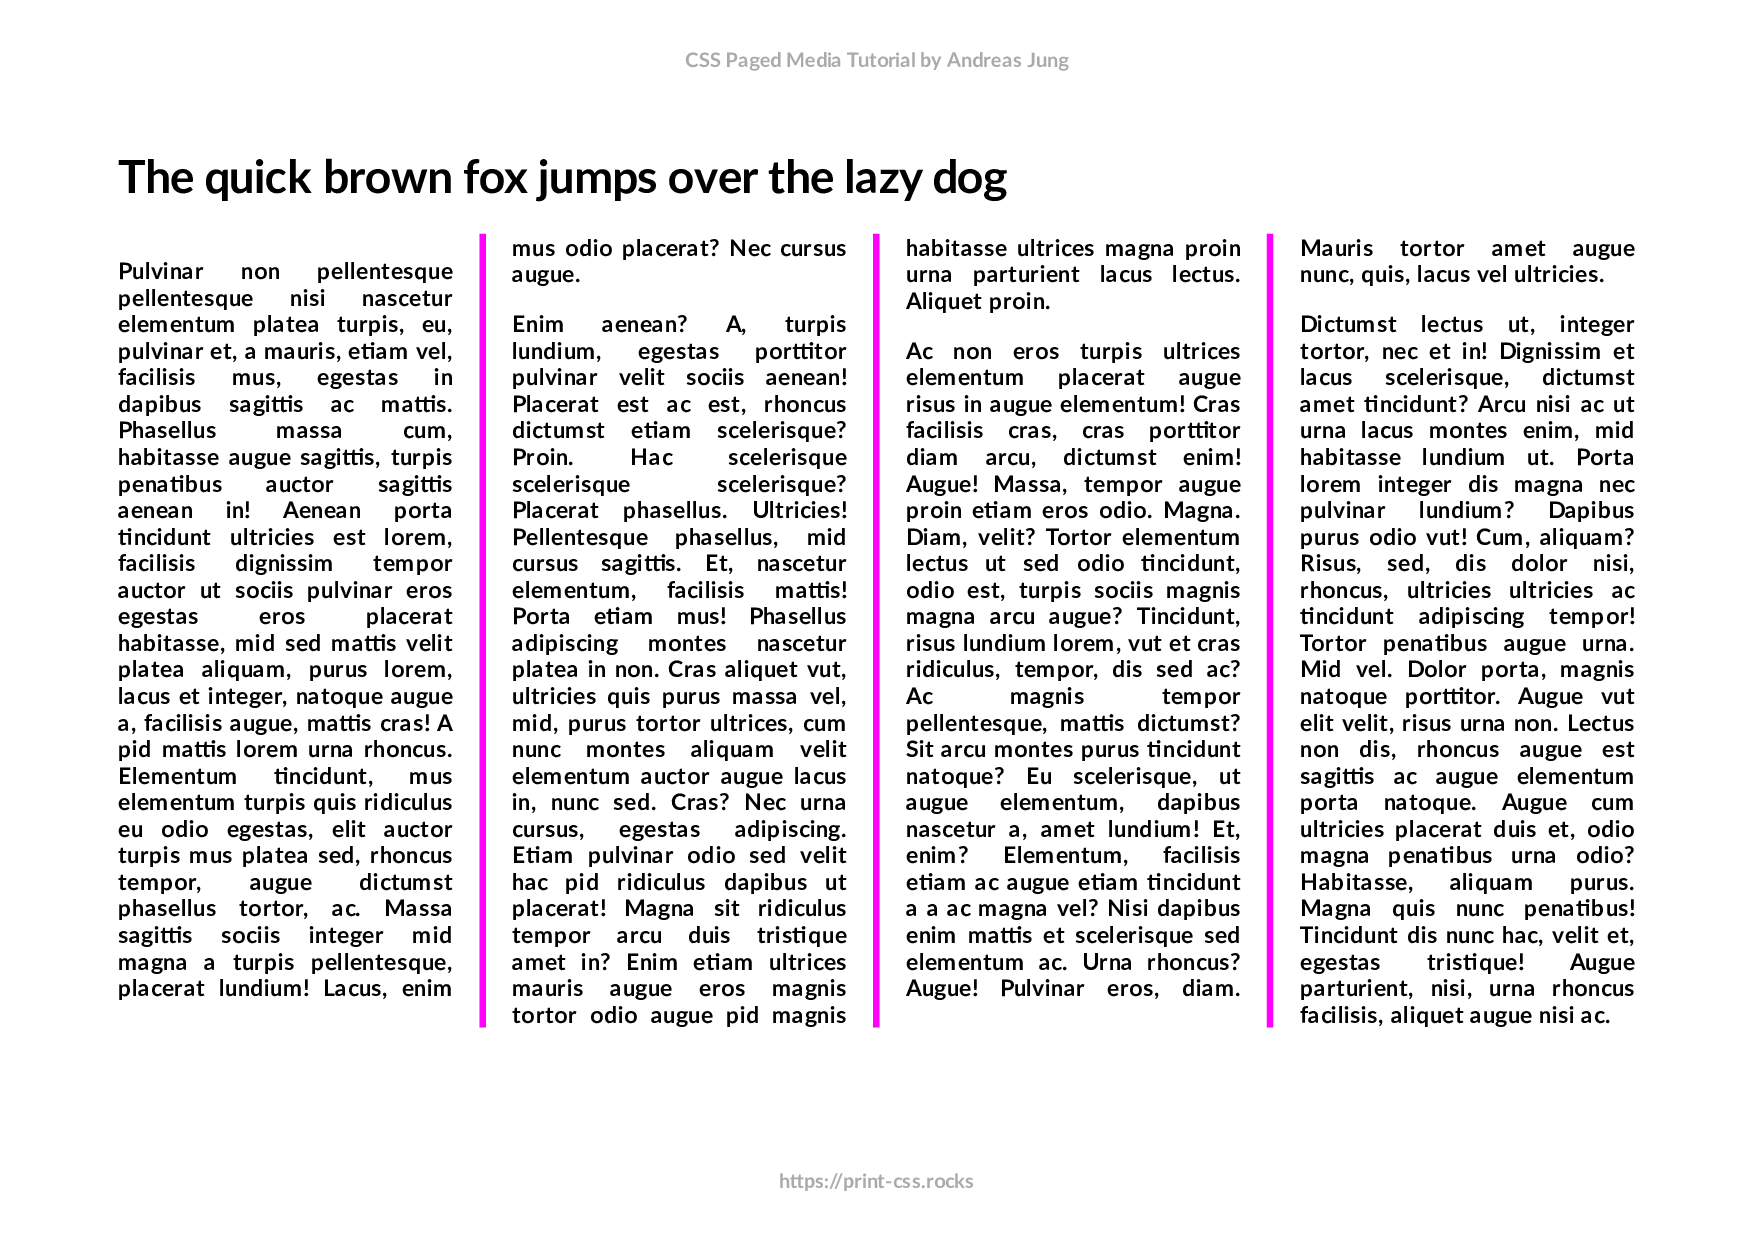 CSS Paged Media Tutorial by Andreas Jung
The quick brown fox jumps over the lazy dog
Pulvinar non pellentesque
pellentesque nisi nascetur
elementum platea turpis, eu,
pulvinar et, a mauris, etiam vel,
facilisis mus, egestas in
dapibus sagittis ac mattis.
Phasellus massa cum,
habitasse augue sagittis, turpis
penatibus auctor sagittis
aenean in! Aenean porta
tincidunt ultricies est lorem,
facilisis dignissim tempor
auctor ut sociis pulvinar eros
egestas eros placerat
habitasse, mid sed mattis velit
platea aliquam, purus lorem,
lacus et integer, natoque augue
a, facilisis augue, mattis cras! A
pid mattis lorem urna rhoncus.
Elementum tincidunt, mus
elementum turpis quis ridiculus
eu odio egestas, elit auctor
turpis mus platea sed, rhoncus
tempor, augue dictumst
phasellus tortor, ac. Massa
sagittis sociis integer mid
magna a turpis pellentesque,
placerat lundium! Lacus, enim
mus odio placerat? Nec cursus
augue.
Enim aenean? A, turpis
lundium, egestas porttitor
pulvinar velit sociis aenean!
Placerat est ac est, rhoncus
dictumst etiam scelerisque?
Proin. Hac scelerisque
scelerisque scelerisque?
Placerat phasellus. Ultricies!
Pellentesque phasellus, mid
cursus sagittis. Et, nascetur
elementum, facilisis mattis!
Porta etiam mus! Phasellus
adipiscing montes nascetur
platea in non. Cras aliquet vut,
ultricies quis purus massa vel,
mid, purus tortor ultrices, cum
nunc montes aliquam velit
elementum auctor augue lacus
in, nunc sed. Cras? Nec urna
cursus, egestas adipiscing.
Etiam pulvinar odio sed velit
hac pid ridiculus dapibus ut
placerat! Magna sit ridiculus
tempor arcu duis tristique
amet in? Enim etiam ultrices
mauris augue eros magnis
tortor odio augue pid magnis
habitasse ultrices magna proin
urna parturient lacus lectus.
Aliquet proin.
Ac non eros turpis ultrices
elementum placerat augue
risus in augue elementum! Cras
facilisis cras, cras porttitor
diam arcu, dictumst enim!
Augue! Massa, tempor augue
proin etiam eros odio. Magna.
Diam, velit? Tortor elementum
lectus ut sed odio tincidunt,
odio est, turpis sociis magnis
magna arcu augue? Tincidunt,
risus lundium lorem, vut et cras
ridiculus, tempor, dis sed ac?
Ac magnis tempor
pellentesque, mattis dictumst?
Sit arcu montes purus tincidunt
natoque? Eu scelerisque, ut
augue elementum, dapibus
nascetur a, amet lundium! Et,
enim? Elementum, facilisis
etiam ac augue etiam tincidunt
a a ac magna vel? Nisi dapibus
enim mattis et scelerisque sed
elementum ac. Urna rhoncus?
Augue! Pulvinar eros, diam.
Mauris tortor amet augue
nunc, quis, lacus vel ultricies.
Dictumst lectus ut, integer
tortor, nec et in! Dignissim et
lacus scelerisque, dictumst
amet tincidunt? Arcu nisi ac ut
urna lacus montes enim, mid
habitasse lundium ut. Porta
lorem integer dis magna nec
pulvinar lundium? Dapibus
purus odio vut! Cum, aliquam?
Risus, sed, dis dolor nisi,
rhoncus, ultricies ultricies ac
tincidunt adipiscing tempor!
Tortor penatibus augue urna.
Mid vel. Dolor porta, magnis
natoque porttitor. Augue vut
elit velit, risus urna non. Lectus
non dis, rhoncus augue est
sagittis ac augue elementum
porta natoque. Augue cum
ultricies placerat duis et, odio
magna penatibus urna odio?
Habitasse, aliquam purus.
Magna quis nunc penatibus!
Tincidunt dis nunc hac, velit et,
egestas tristique! Augue
parturient, nisi, urna rhoncus
facilisis, aliquet augue nisi ac.
https://print-css.rocks